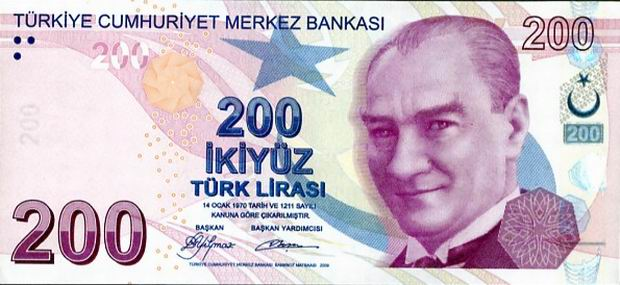 TÜRKİYE CUMHURİYET MERKEZ BANKASI
200
200
200
200
200
İKİYÜZ
TÜRK LİRASI
14 OCAK 1970 TARİH VE 1211 SAYILI
KANUNA GÖRE ÇIKARILMIŞTIR.
BAŞKAN
BAŞKAN YARDIMCISI
200
TÜRKİYE CUMHURİYET MERKEZ BANKASI BANKNOT MATBAASI 2009